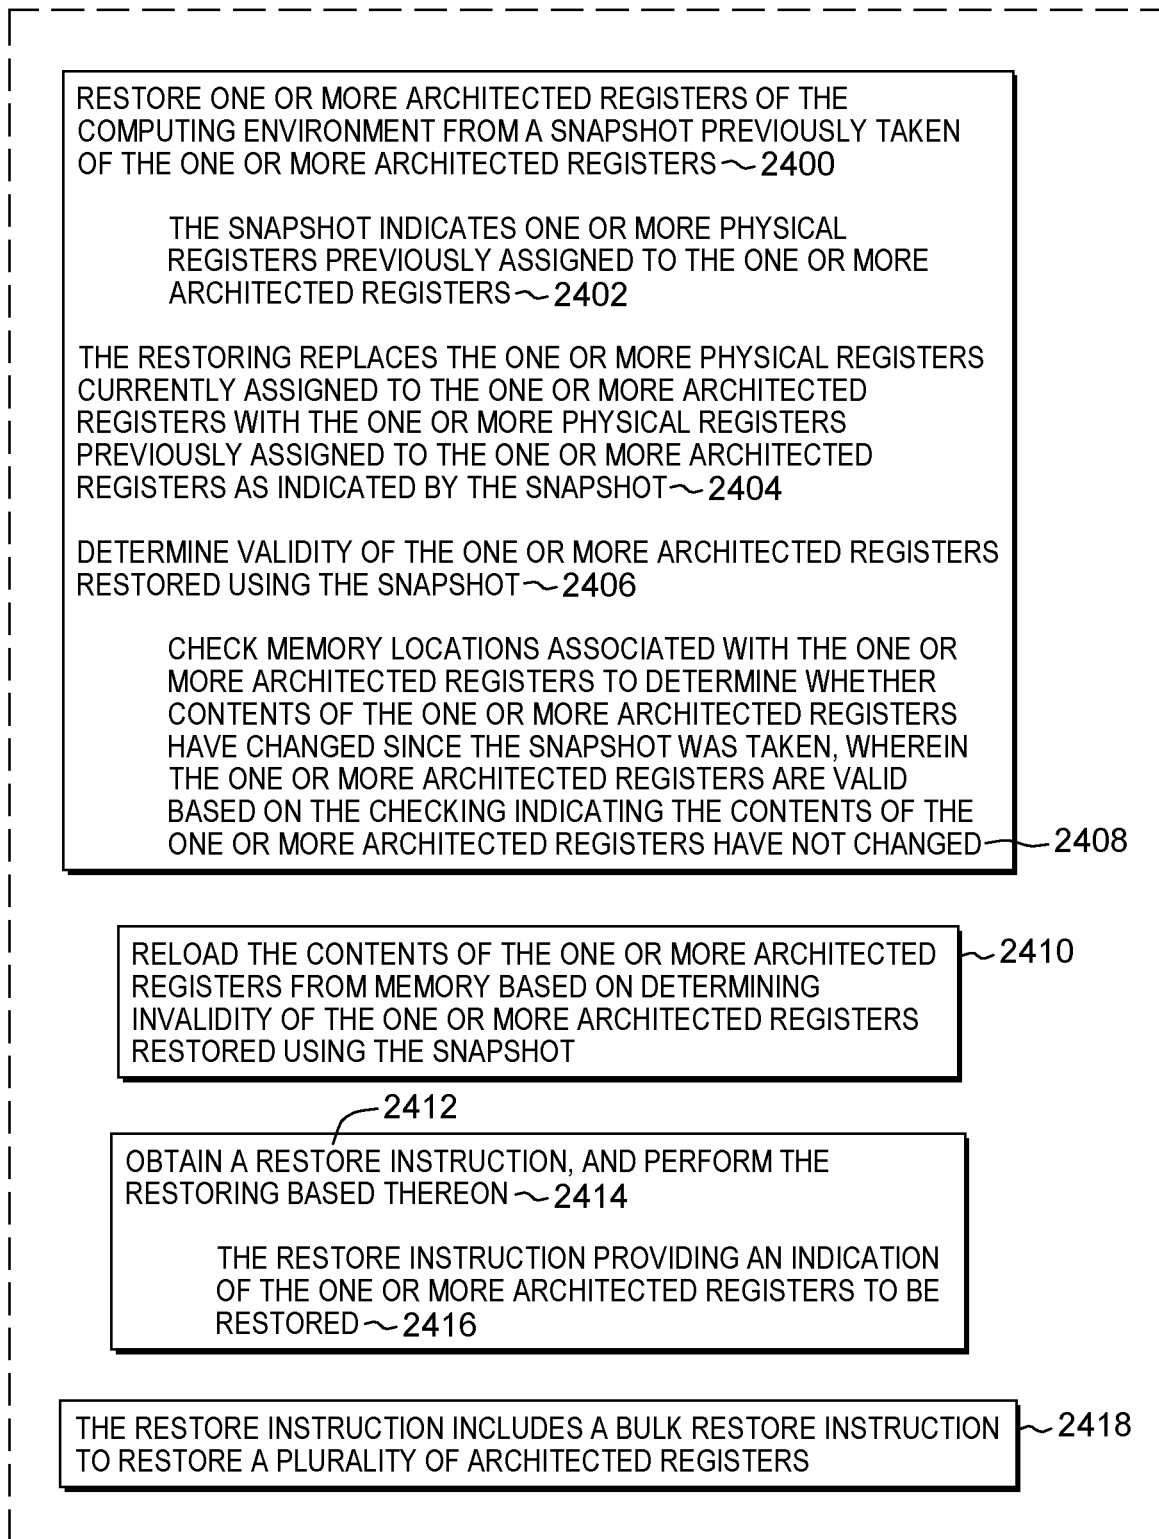 RESTORE ONE OR MORE ARCHITECTED REGISTERS OF THE
COMPUTING ENVIRONMENT FROM A SNAPSHOT PREVIOUSLY TAKEN
OF THE ONE OR MORE ARCHITECTED REGISTERS 2400
THE SNAPSHOT INDICATES ONE OR MORE PHYSICAL
REGISTERS PREVIOUSLY ASSIGNED TO THE ONE OR MORE
ARCHITECTED REGISTERS 2402
THE RESTORING REPLACES THE ONE OR MORE PHYSICAL REGISTERS
CURRENTLY ASSIGNED TO THE ONE OR MORE ARCHITECTED
REGISTERS WITH THE ONE OR MORE PHYSICAL REGISTERS
PREVIOUSLY ASSIGNED TO THE ONE OR MORE ARCHITECTED
REGISTERS AS INDICATED BY THE SNAPSHOT 2404
DETERMINE VALIDITY OF THE ONE OR MORE ARCHITECTED REGISTERS
RESTORED USING THE SNAPSHOT 2406
CHECK MEMORY LOCATIONS ASSOCIATED WITH THE ONE OR
MORE ARCHITECTED REGISTERS TO DETERMINE WHETHER
CONTENTS OF THE ONE OR MORE ARCHITECTED REGISTERS
HAVE CHANGED SINCE THE SNAPSHOT WAS TAKEN, WHEREIN
THE ONE OR MORE ARCHITECTED REGISTERS ARE VALID
BASED ON THE CHECKING INDICATING THE CONTENTS OF THE
ONE OR MORE ARCHITECTED REGISTERS HAVE NOT CHANGED 2408
RELOAD THE CONTENTS OF THE ONE OR MORE ARCHITECTED 2410
REGISTERS FROM MEMORY BASED ON DETERMINING
INVALIDITY OF THE ONE OR MORE ARCHITECTED REGISTERS
RESTORED USING THE SNAPSHOT
2412
OBTAIN A RESTORE INSTRUCTION, AND PERFORM THE
RESTORING BASED THEREON 2414
THE RESTORE INSTRUCTION PROVIDING AN INDICATION
OF THE ONE OR MORE ARCHITECTED REGISTERS TO BE
RESTORED 2416
THE RESTORE INSTRUCTION INCLUDES A BULK RESTORE INSTRUCTION 2418
TO RESTORE A PLURALITY OF ARCHITECTED REGISTERS